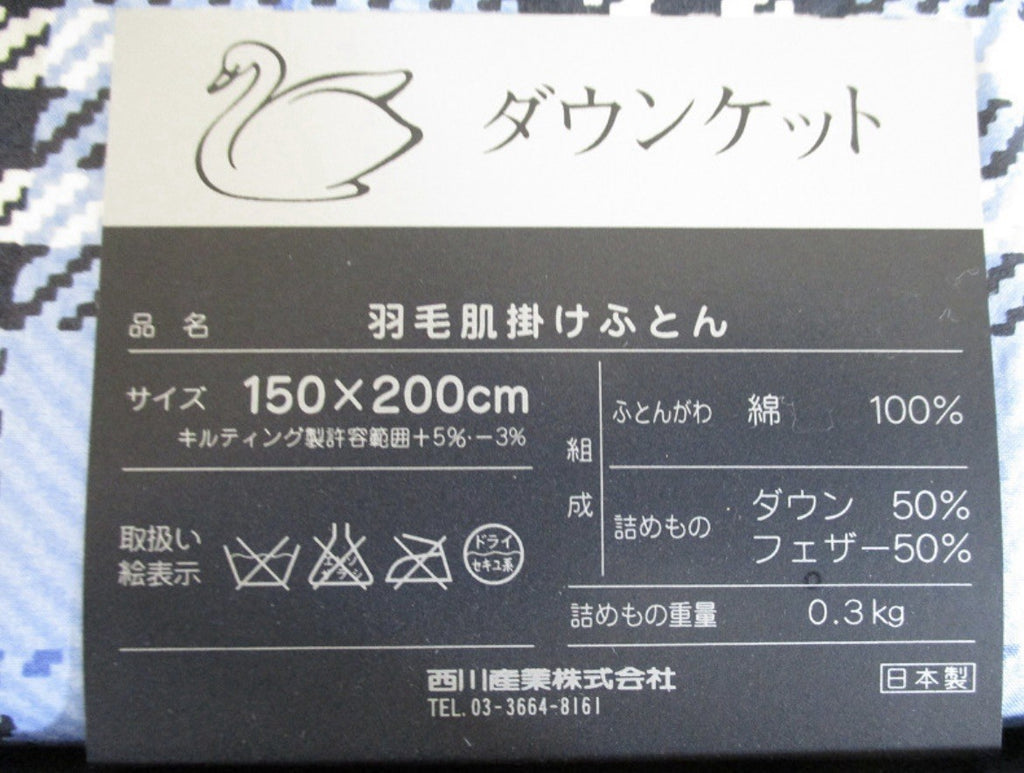 ダウンケット
品名 羽毛肌掛けふとん
サイズ 150×200cm
キルティング製許容範囲+5%・-3%
組成
ふとんがわ 綿 100%
詰めもの ダウン 50%
フェザー50%
詰めもの重量 0.3kg
取扱い
絵表示
ドライ
セキユ系
西川産業株式会社
TEL. 03-3664-8161
日本製